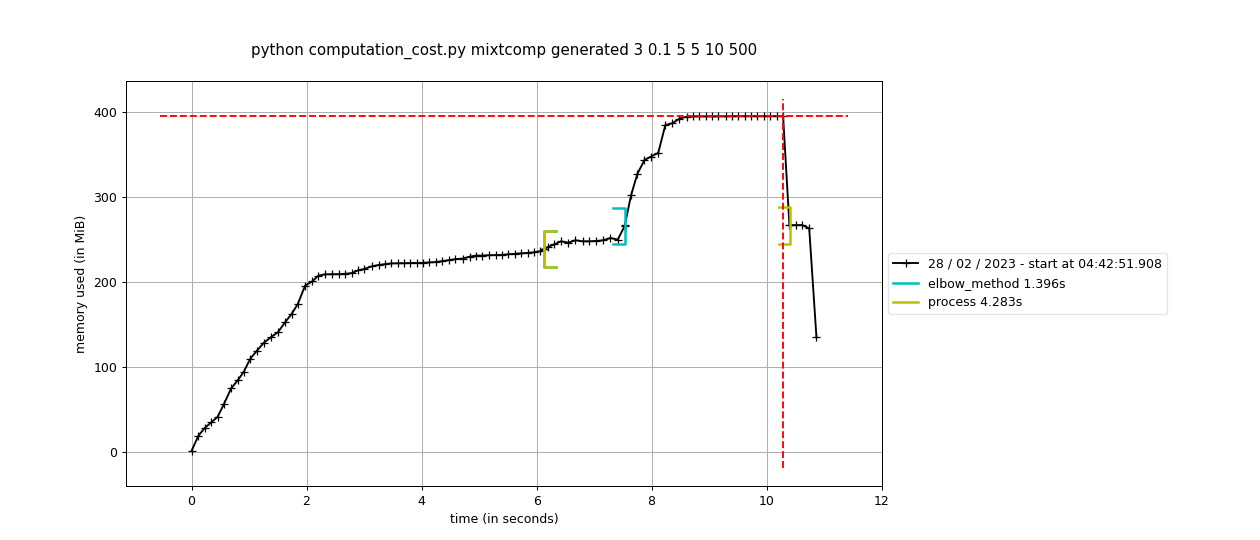 python computation_cost.py mixtcomp generated 3 0.1 5 5 10 500
400
300
200
100
0
memory used (in MiB)
0 2 4 6 8 10 12
time (in seconds)
28 / 02 / 2023 - start at 04:42:51.908
elbow_method 1.396s
process 4.283s